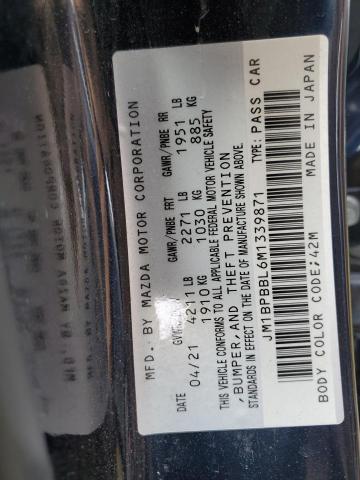 MFD. BY MAZDA MOTOR CORPORATION
DATE GAWR/PNBE FRT GAWR/PNBE RR
04/21 4211 LB 2271 LB 1951 LB
1910 KG 1030 KG 885 KG
THIS VEHICLE CONFORMS TO ALL APPLICABLE FEDERAL MOTOR VEHICLE SAFETY
,BUMPER,AND THEFT PREVENTION
STANDARDS IN EFFECT ON THE DATE OF MANUFACTURE SHOWN ABOVE.
JM1BPBBL6M1339871 TYPE: PASS CAR
BODY COLOR CODE;42M MADE IN JAPAN